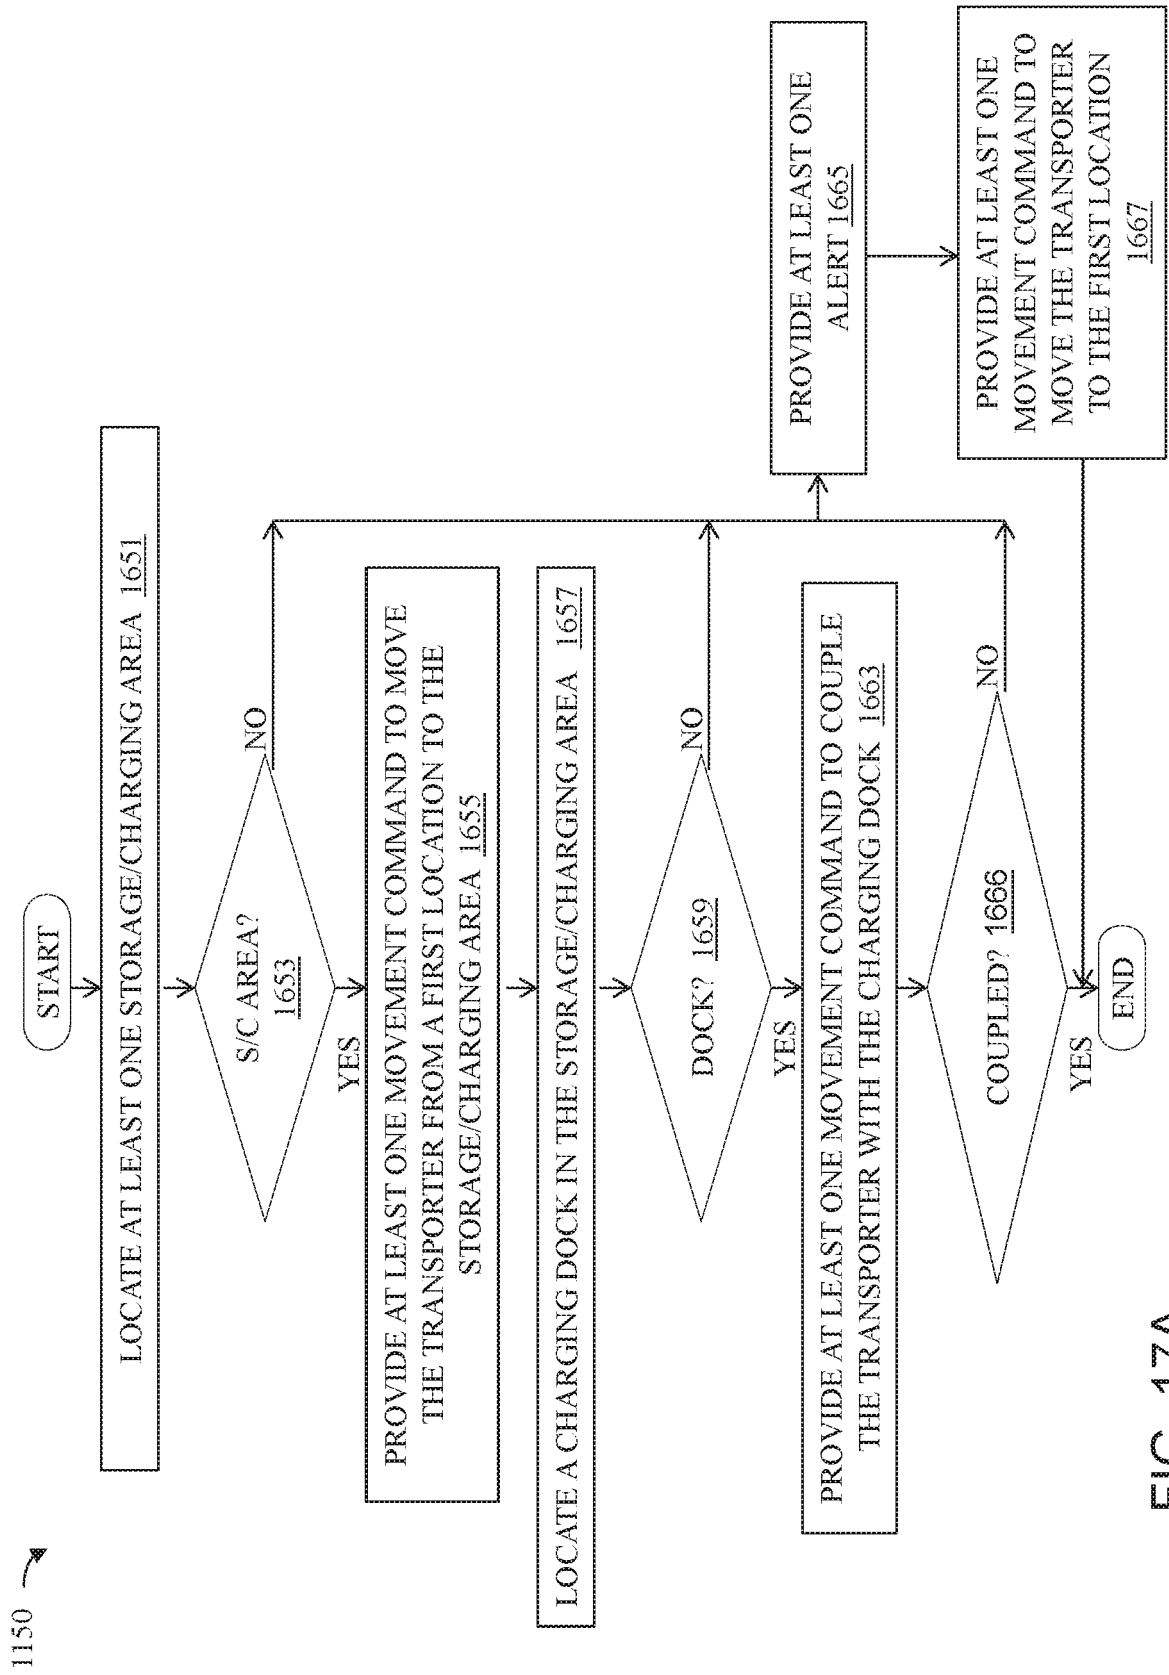 1150
START
LOCATE AT LEAST ONE STORAGE/CHARGING AREA 1651
S/C AREA?
1653
NO
YES
PROVIDE AT LEAST ONE MOVEMENT COMMAND TO MOVE
THE TRANSPORTER FROM A FIRST LOCATION TO THE
STORAGE/CHARGING AREA 1655
LOCATE A CHARGING DOCK IN THE STORAGE/CHARGING AREA 1657
DOCK? 1659
NO
YES
PROVIDE AT LEAST ONE MOVEMENT COMMAND TO COUPLE
THE TRANSPORTER WITH THE CHARGING DOCK 1663
COUPLED? 1666
NO
YES
END
PROVIDE AT LEAST ONE
ALERT 1665
PROVIDE AT LEAST ONE
MOVEMENT COMMAND TO
MOVE THE TRANSPORTER
TO THE FIRST LOCATION
1667
FIG. 17A